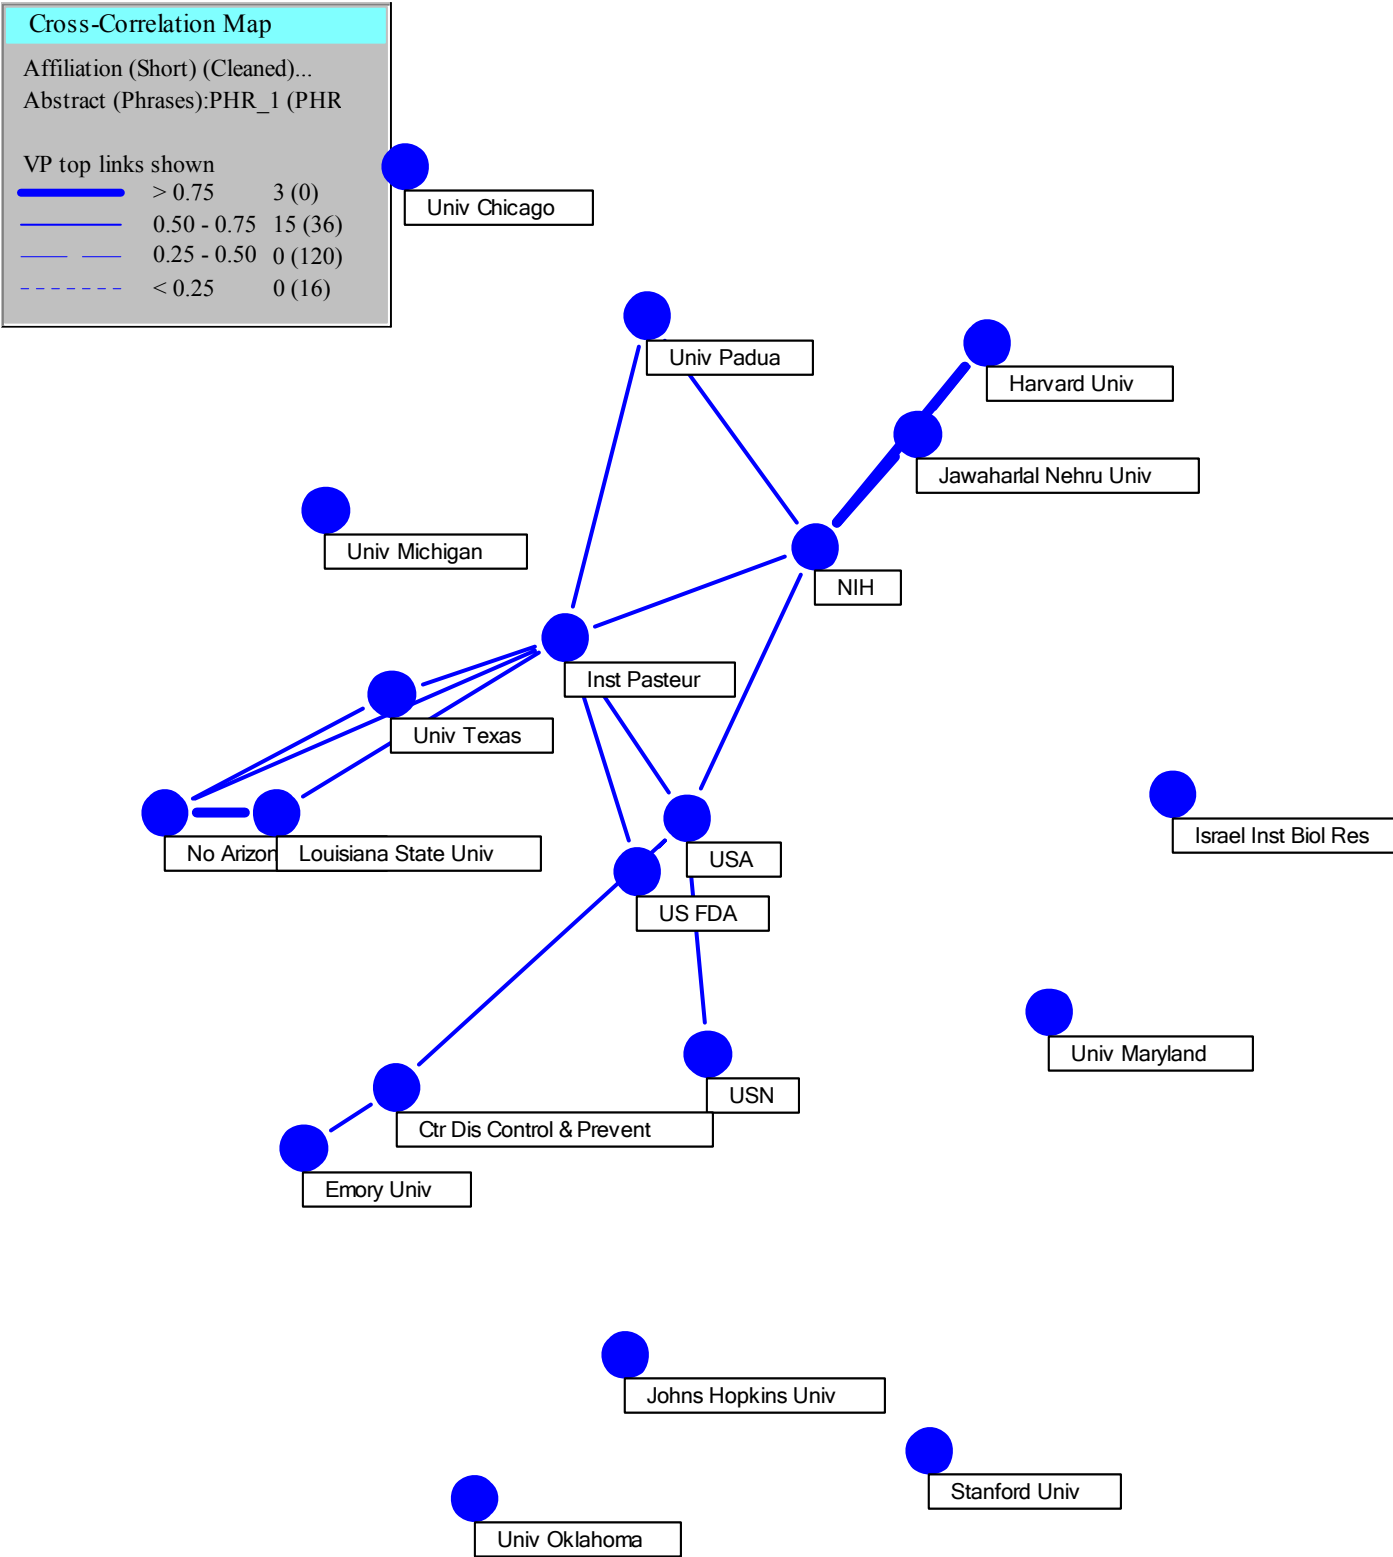 Cross-Correlation Map
Affiliation (Short) (Cleaned)...
Abstract (Phrases):PHR_1 (PHR
VP top links shown
> 0.75 3 (0)
0.50 - 0.75 15 (36)
0.25 - 0.50 0 (120)
< 0.25 0 (16)
Univ Chicago
Univ Padua
Harvard Univ
Jawaharlal Nehru Univ
Univ Michigan
NIH
Inst Pasteur
Univ Texas
No Arizon
Louisiana State Univ
USA
Israel Inst Biol Res
US FDA
Univ Maryland
USN
Ctr Dis Control & Prevent
Emory Univ
Johns Hopkins Univ
Stanford Univ
Univ Oklahoma